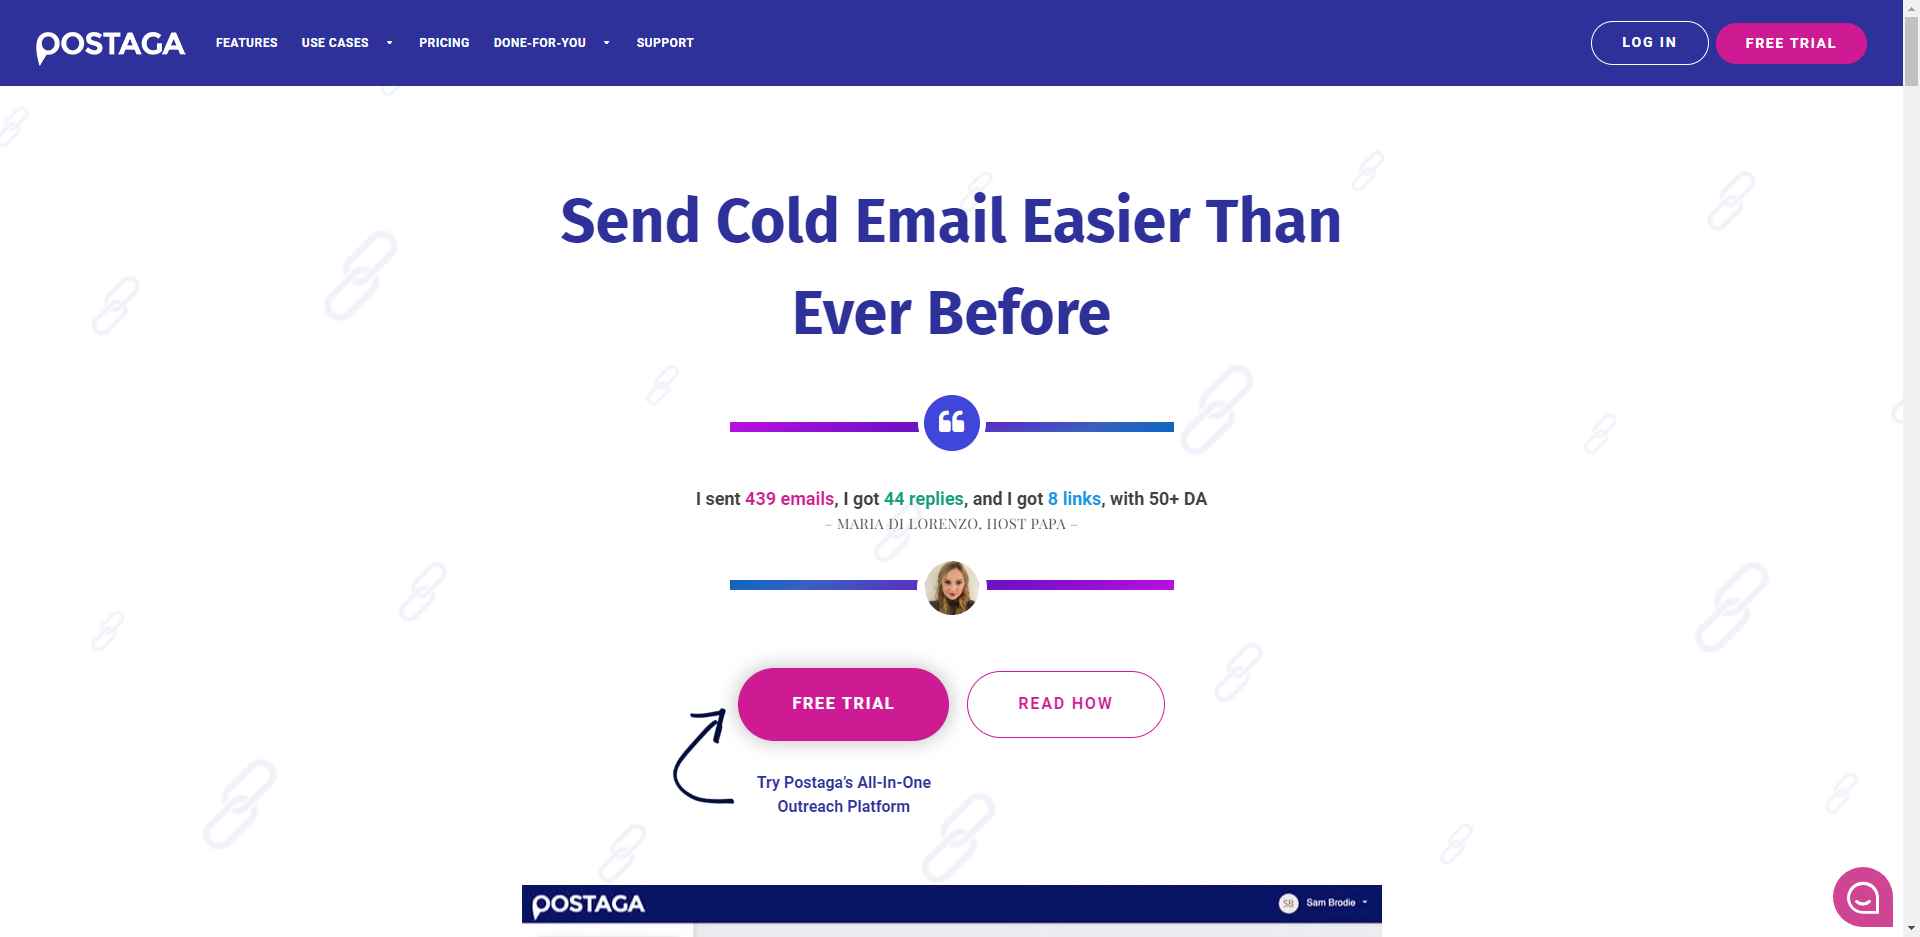 POSTAGA
FEATURES
USE CASES
PRICING
DONE-FOR-YOU
SUPPORT
LOG IN
FREE TRIAL
Send Cold Email Easier Than
Ever Before
I sent 439 emails, I got 44 replies, and I got 8 links, with 50+ DA
– MARIA DI LORENZO, HOST PAPA –
FREE TRIAL
READ HOW
Try Postaga’s All-In-One
Outreach Platform
POSTAGA
SB
Sam Brodie